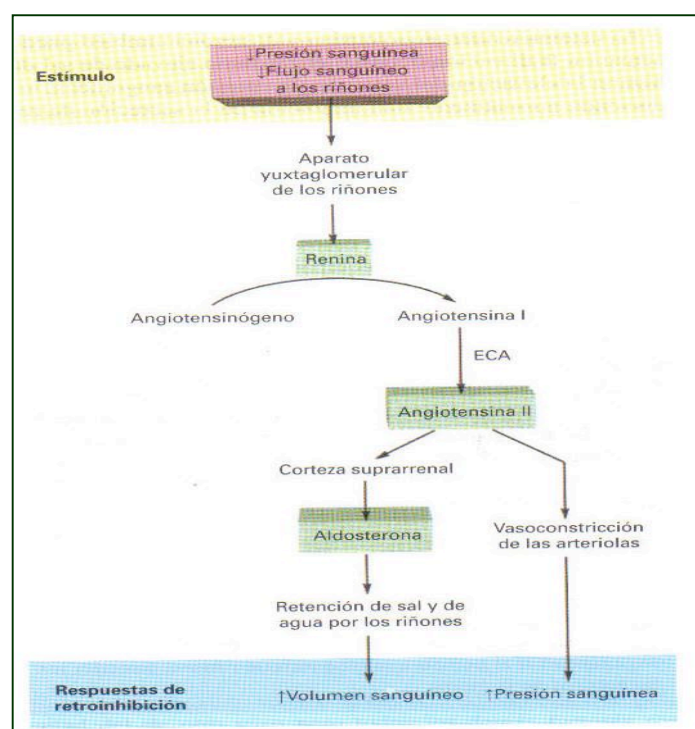 Estímulo
↓Presión sanguínea
↓Flujo sanguíneo
a los riñones
Aparato
yuxtaglomerular
de los riñones
Renina
Angiotensinógeno
Angiotensina I
ECA
Angiotensina II
Corteza suprarrenal
Aldosterona
Vasoconstricción
de las arteriolas
Retención de sal y de
agua por los riñones
Respuestas de
retroinhibición
↑Volumen sanguíneo
↑Presión sanguínea